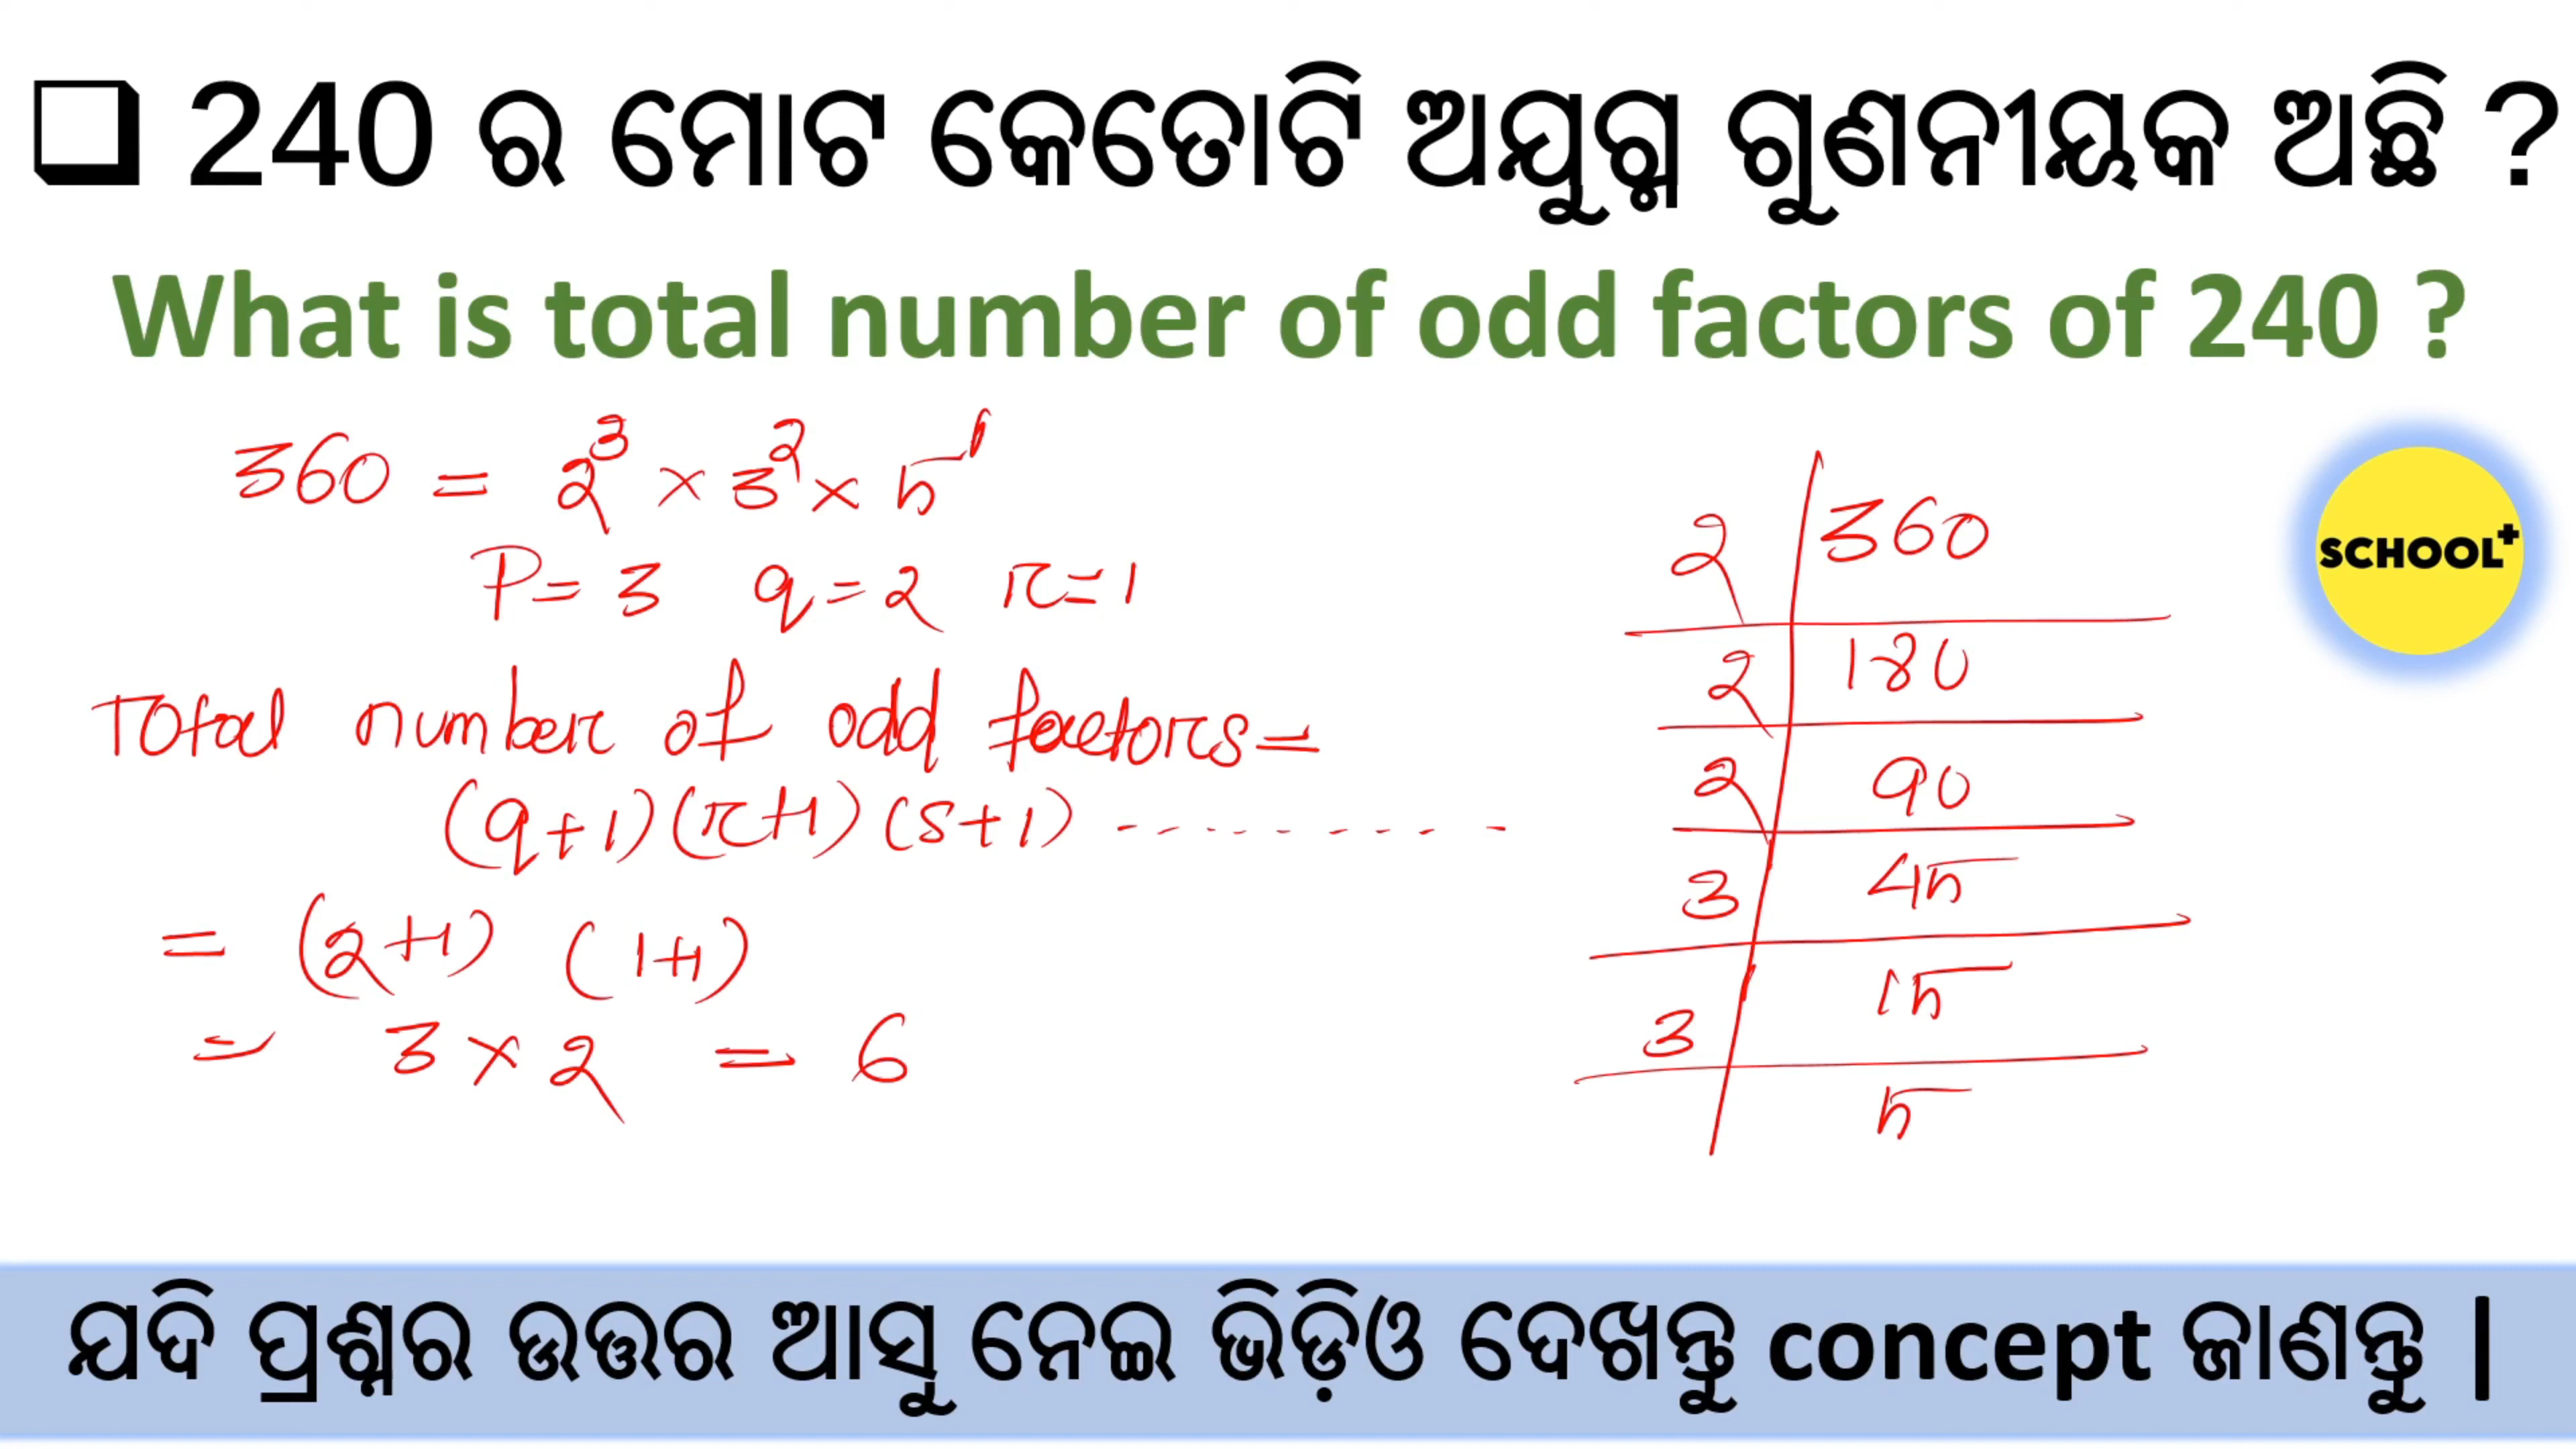 240 ର ମୋଟ କେତୋଟି ଅଯୁଗ୍ମ ଗୁଣନୀୟକ ଅଛି ?
What is total number of odd factors of 240 ?
360 = 2³ × 3² × 5¹
P = 3 q = 2 r = 1
Total number of odd factors =
(q+1) (r+1) (s+1) - - - - - - - - -
= (2+1) (1+1)
= 3 × 2 = 6
2 | 360
2 | 180
2 | 90
3 | 45
3 | 15
5
SCHOOL+
ଯଦି ପ୍ରଶ୍ନର ଉତ୍ତର ଆସୁ ନେଇ ଭିଡ଼ିଓ ଦେଖନ୍ତୁ concept ଜାଣନ୍ତୁ |